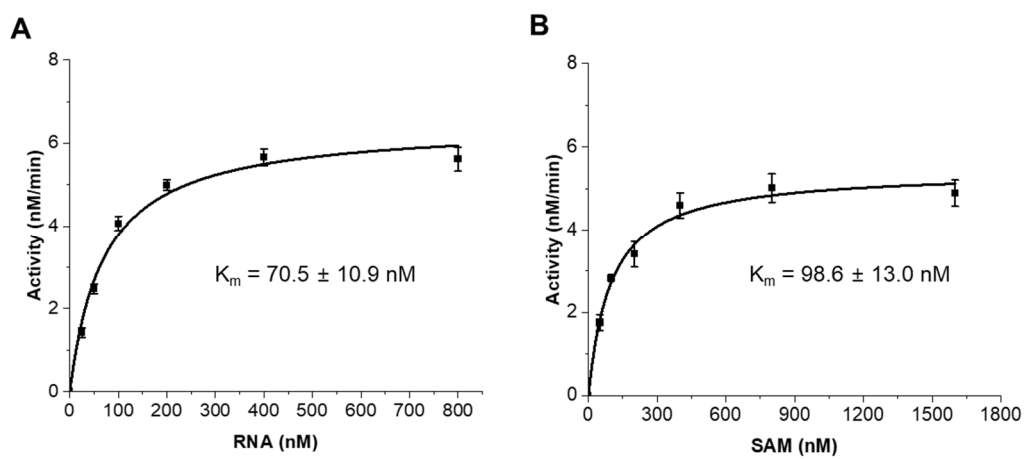 A
B
Activity (nM/min)
8
6
4
2
0
K_m = 70.5 ± 10.9 nM
0 100 200 300 400 500 600 700 800
RNA (nM)
Activity (nM/min)
8
6
4
2
0
K_m = 98.6 ± 13.0 nM
0 300 600 900 1200 1500 1800
SAM (nM)